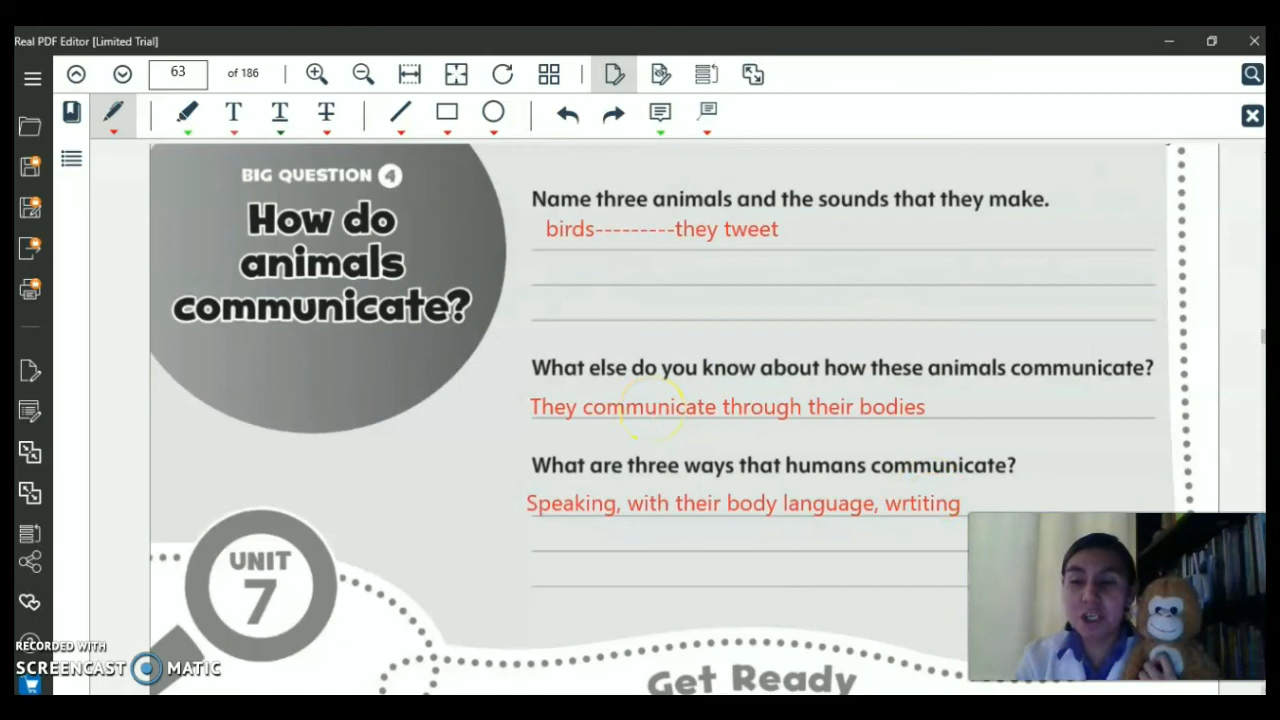 Real PDF Editor [Limited Trial]
63
of 186
BIG QUESTION 4
How do
animals
communicate?
Name three animals and the sounds that they make.
birds---------they tweet
What else do you know about how these animals communicate?
They communicate through their bodies
What are three ways that humans communicate?
Speaking, with their body language, wrtiting
UNIT
7
RECORDED WITH
SCREENCAST MATIC
Get Ready